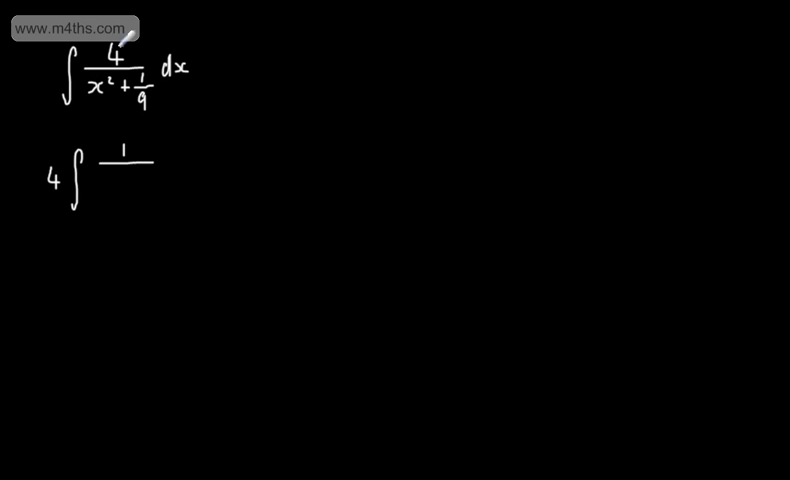 www.m4ths.com
∫ 4/(x² + 1/9) dx
4 ∫ 1/